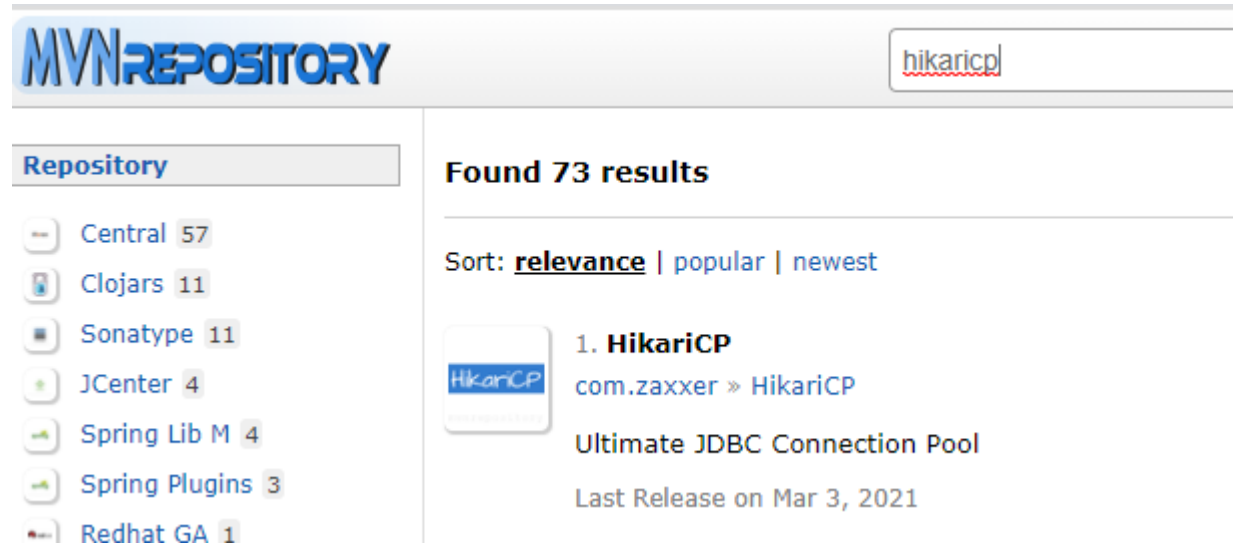 MVNREPOSITORY
hikaricp
Repository
Central 57
Clojars 11
Sonatype 11
JCenter 4
Spring Lib M 4
Spring Plugins 3
Redhat GA 1
Found 73 results
Sort: relevance | popular | newest
HikariCP
1. HikariCP
com.zaxxer » HikariCP
Ultimate JDBC Connection Pool
Last Release on Mar 3, 2021